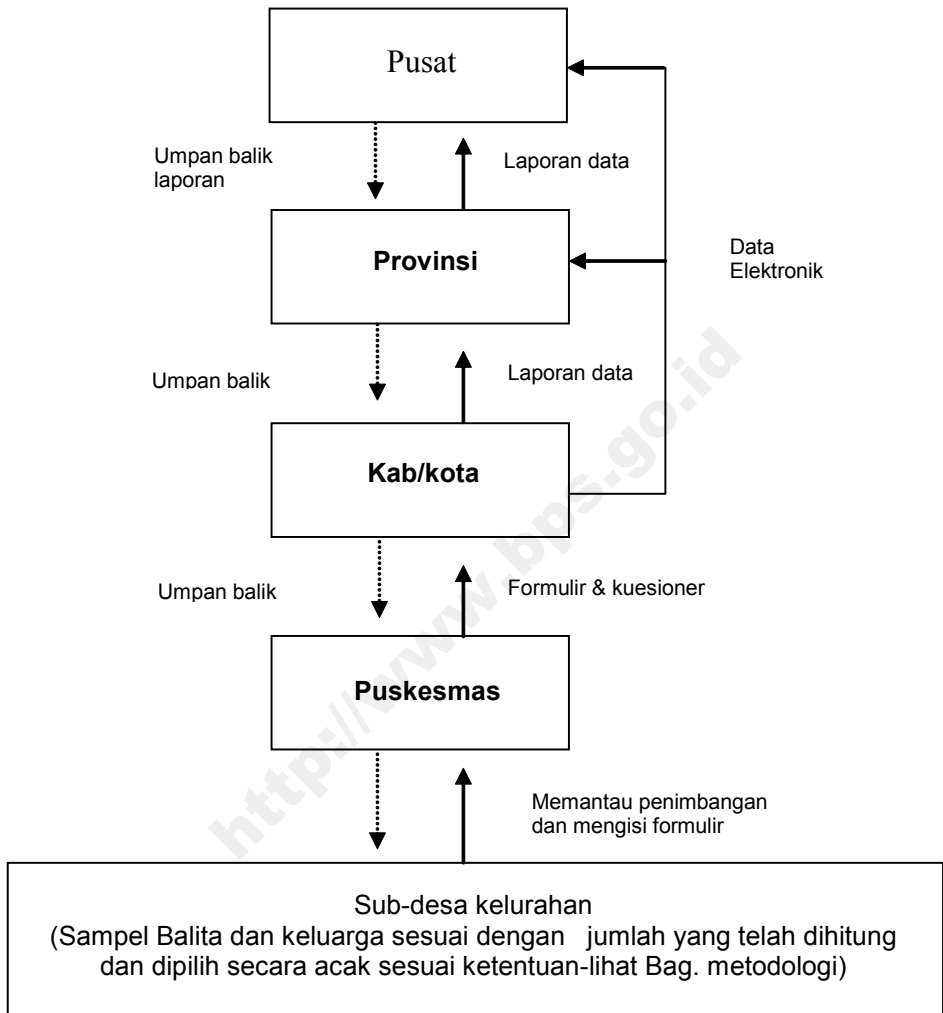 Pusat
Umpan balik
laporan
Laporan data
Provinsi
Data
Elektronik
Umpan balik
Laporan data
Kab/kota
Umpan balik
Formulir & kuesioner
Puskesmas
Memantau penimbangan
dan mengisi formulir
Sub-desa kelurahan
(Sampel Balita dan keluarga sesuai dengan jumlah yang telah dihitung
dan dipilih secara acak sesuai ketentuan-lihat Bag. metodologi)
http://www.bps.go.id